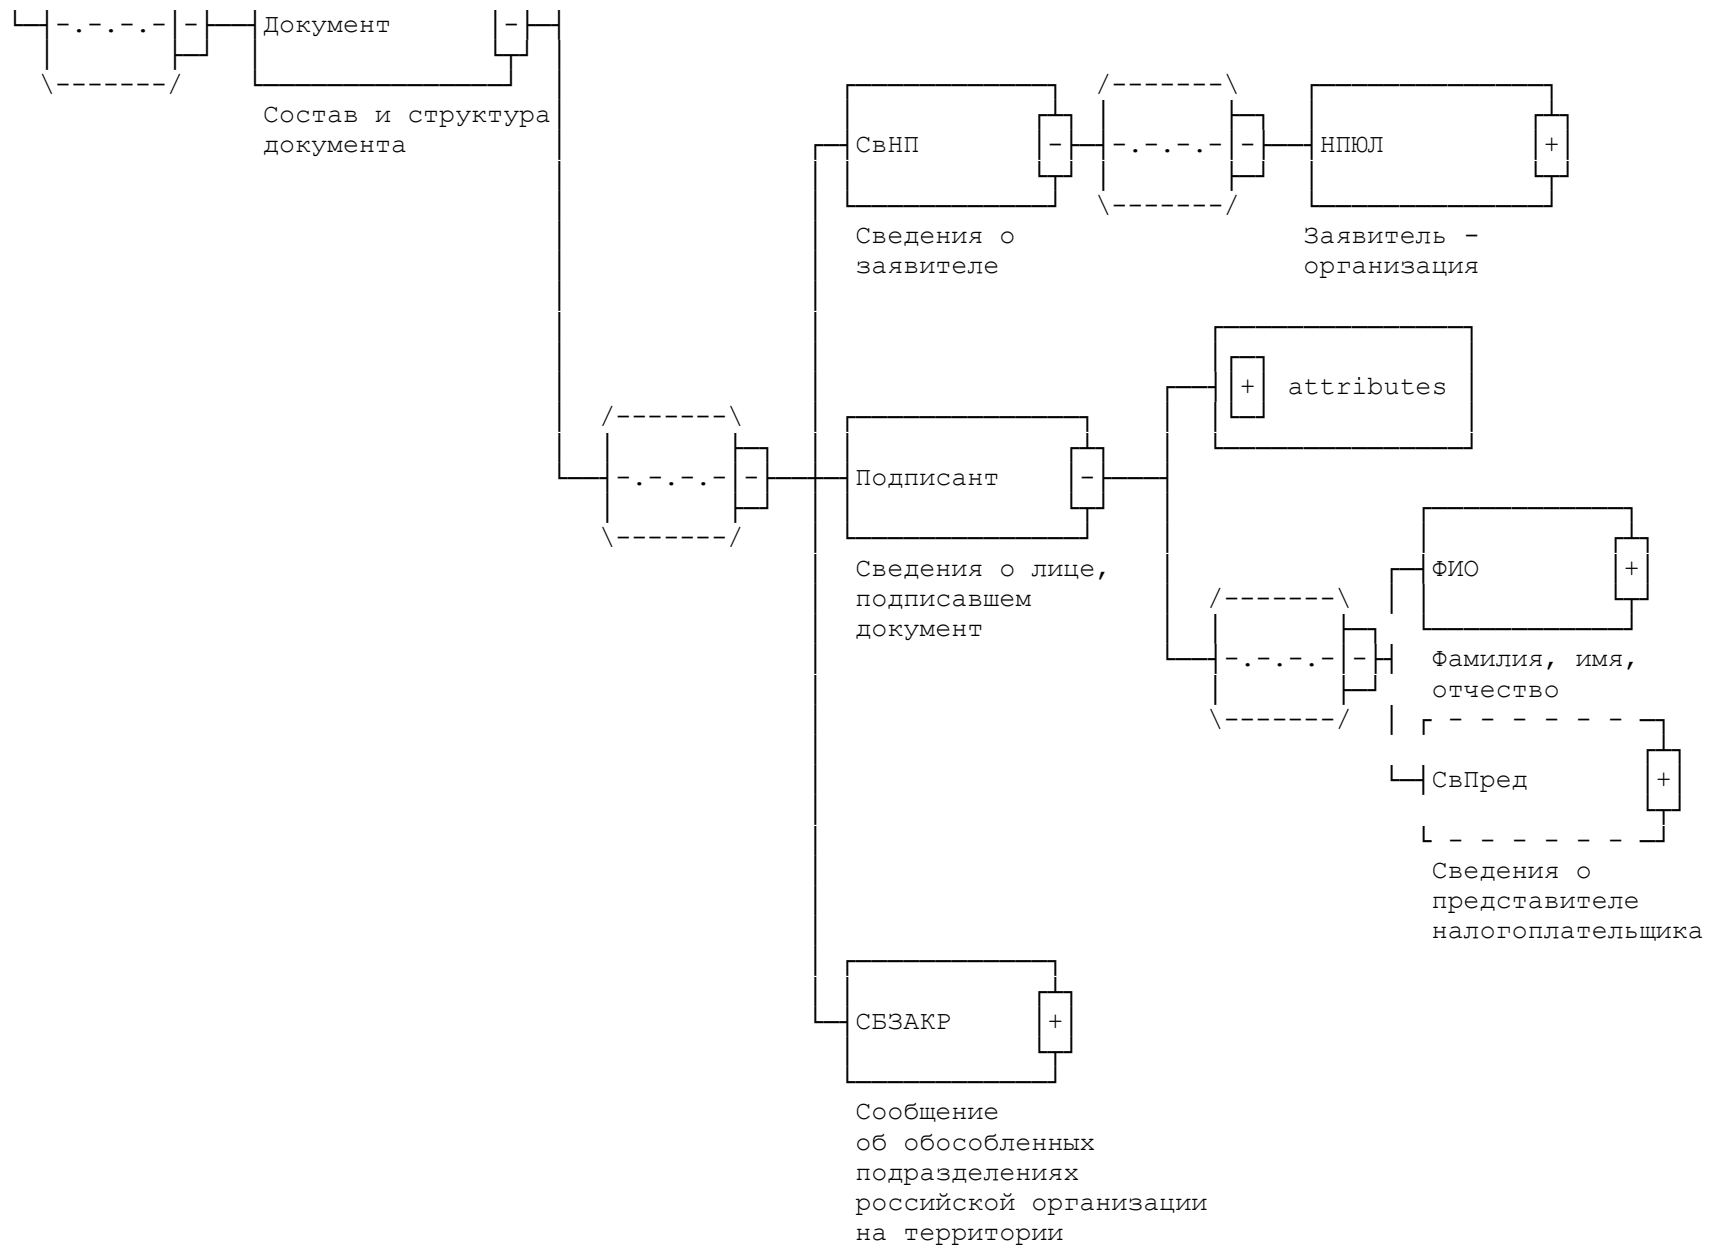 Документ
Состав и структура
документа
СвНП
НПЮЛ
Сведения о
заявителе
Заявитель -
организация
attributes
Подписант
Сведения о лице,
подписавшем
документ
ФИО
Фамилия, имя,
отчество
СвПред
Сведения о
представителе
налогоплательщика
СБЗАКР
Сообщение
об обособленных
подразделениях
российской организации
на территории